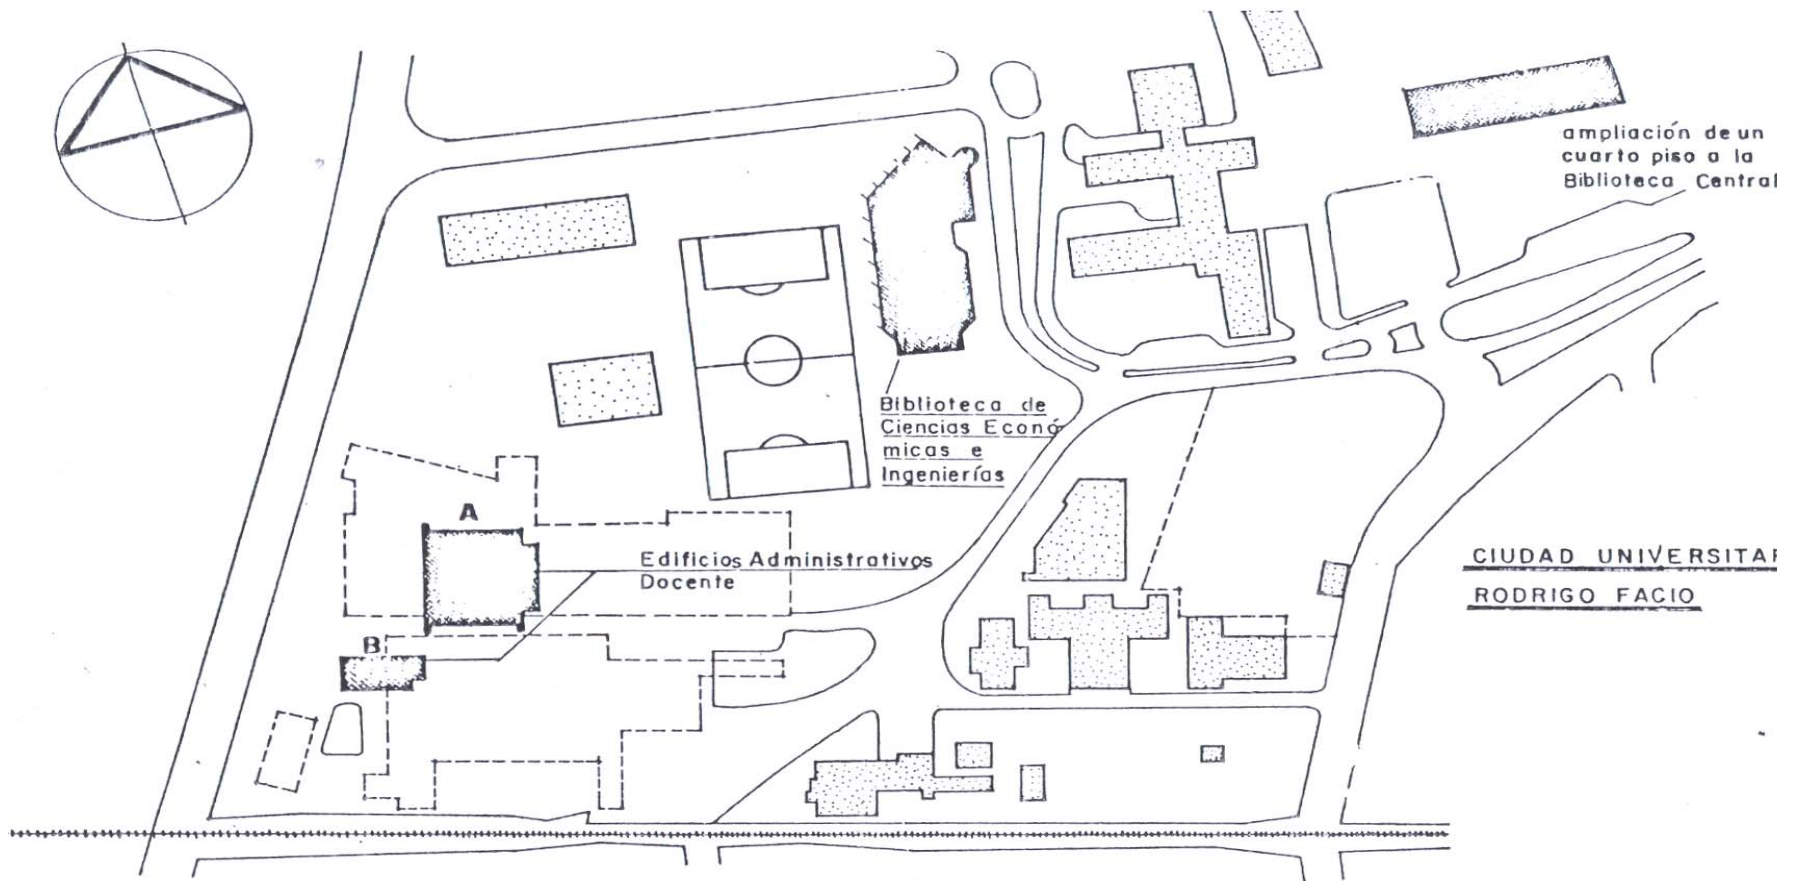 ampliación de un
cuarto piso a la
Biblioteca Central
Biblioteca de
Ciencias Econó
micas e
Ingenierías
A
Edificios Administrativos
Docente
B
CIUDAD UNIVERSITAR
RODRIGO FACIO